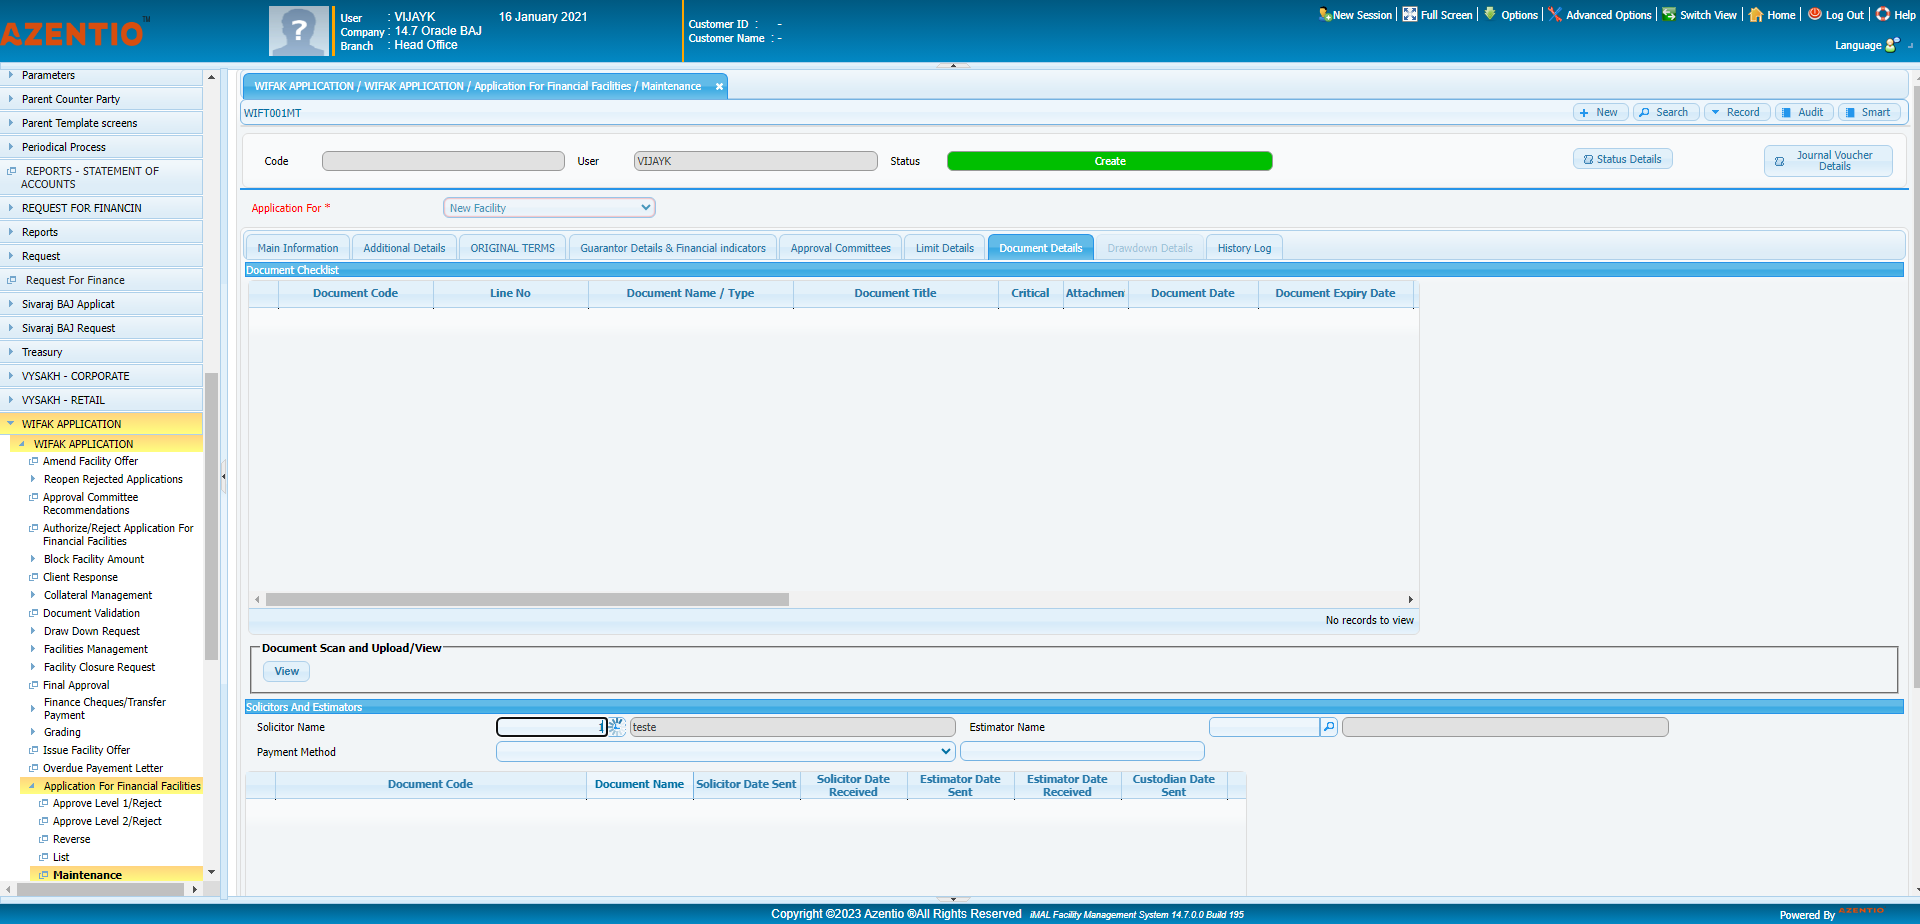 AZENTIO™
User : VIJAYK 16 January 2021
Company : 14.7 Oracle BAJ
Branch : Head Office
Customer ID : -
Customer Name : -
New Session Full Screen Options Advanced Options Switch View Home Log Out Help
Language
Parameters
Parent Counter Party
Parent Template screens
Periodical Process
REPORTS - STATEMENT OF
ACCOUNTS
REQUEST FOR FINANCIN
Reports
Request
Request For Finance
Sivaraj BAJ Applicat
Sivaraj BAJ Request
Treasury
VYSAKH - CORPORATE
VYSAKH - RETAIL
WIFAK APPLICATION
WIFAK APPLICATION
Amend Facility Offer
Reopen Rejected Applications
Approval Committee
Recommendations
Authorize/Reject Application For
Financial Facilities
Block Facility Amount
Client Response
Collateral Management
Document Validation
Draw Down Request
Facilities Management
Facility Closure Request
Final Approval
Finance Cheques/Transfer
Payment
Grading
Issue Facility Offer
Overdue Payement Letter
Application For Financial Facilities
Approve Level 1/Reject
Approve Level 2/Reject
Reverse
List
Maintenance
WIFAK APPLICATION / WIFAK APPLICATION / Application For Financial Facilities / Maintenance
WIFT001MT
New Search Record Audit Smart
Code User VIJAYK Status Create Status Details
Journal Voucher
Details
Application For * New Facility
Main Information Additional Details ORIGINAL TERMS Guarantor Details & Financial indicators Approval Committees Limit Details Document Details Drawdown Details History Log
Document Checklist
Document Code Line No Document Name / Type Document Title Critical Attachmen Document Date Document Expiry Date
No records to view
Document Scan and Upload/View
View
Solicitors And Estimators
Solicitor Name 1 teste Estimator Name
Payment Method
Document Code Document Name Solicitor Date Sent Solicitor Date Received Estimator Date Sent Estimator Date Received Custodian Date Sent
Copyright ©2023 Azentio ®All Rights Reserved iMAL Facility Management System 14.7.0.0 Build 195
Powered By AZENTIO